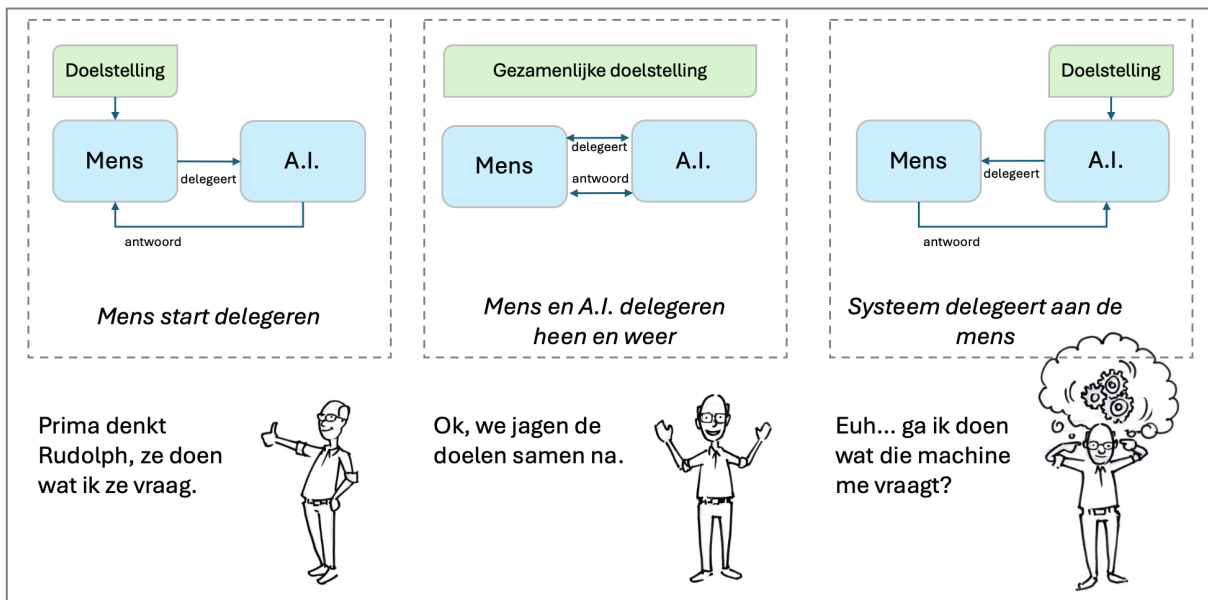 Doelstelling
Mens
A.I.
delegeert
antwoord
Mens start delegeren
Gezamenlijke doelstelling
Mens
A.I.
delegeert
antwoord
Mens en A.I. delegeren
heen en weer
Doelstelling
Mens
A.I.
delegeert
antwoord
Systeem delegeert aan de
mens
Prima denkt
Rudolph, ze doen
wat ik ze vraag.
Ok, we jagen de
doelen samen na.
Euh... ga ik doen
wat die machine
me vraagt?